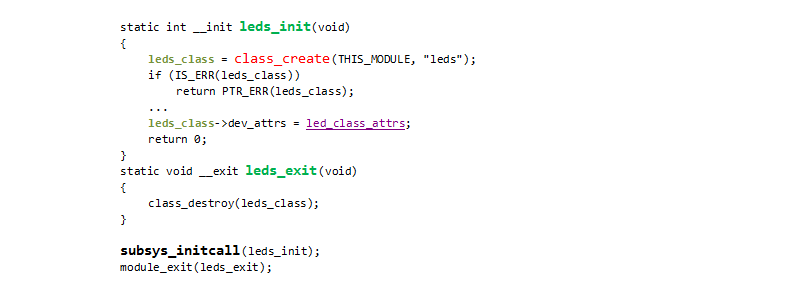 static int __init leds_init(void)
{
    leds_class = class_create(THIS_MODULE, "leds");
    if (IS_ERR(leds_class))
        return PTR_ERR(leds_class);
    ...
    leds_class->dev_attrs = led_class_attrs;
    return 0;
}
static void __exit leds_exit(void)
{
    class_destroy(leds_class);
}

subsys_initcall(leds_init);
module_exit(leds_exit);